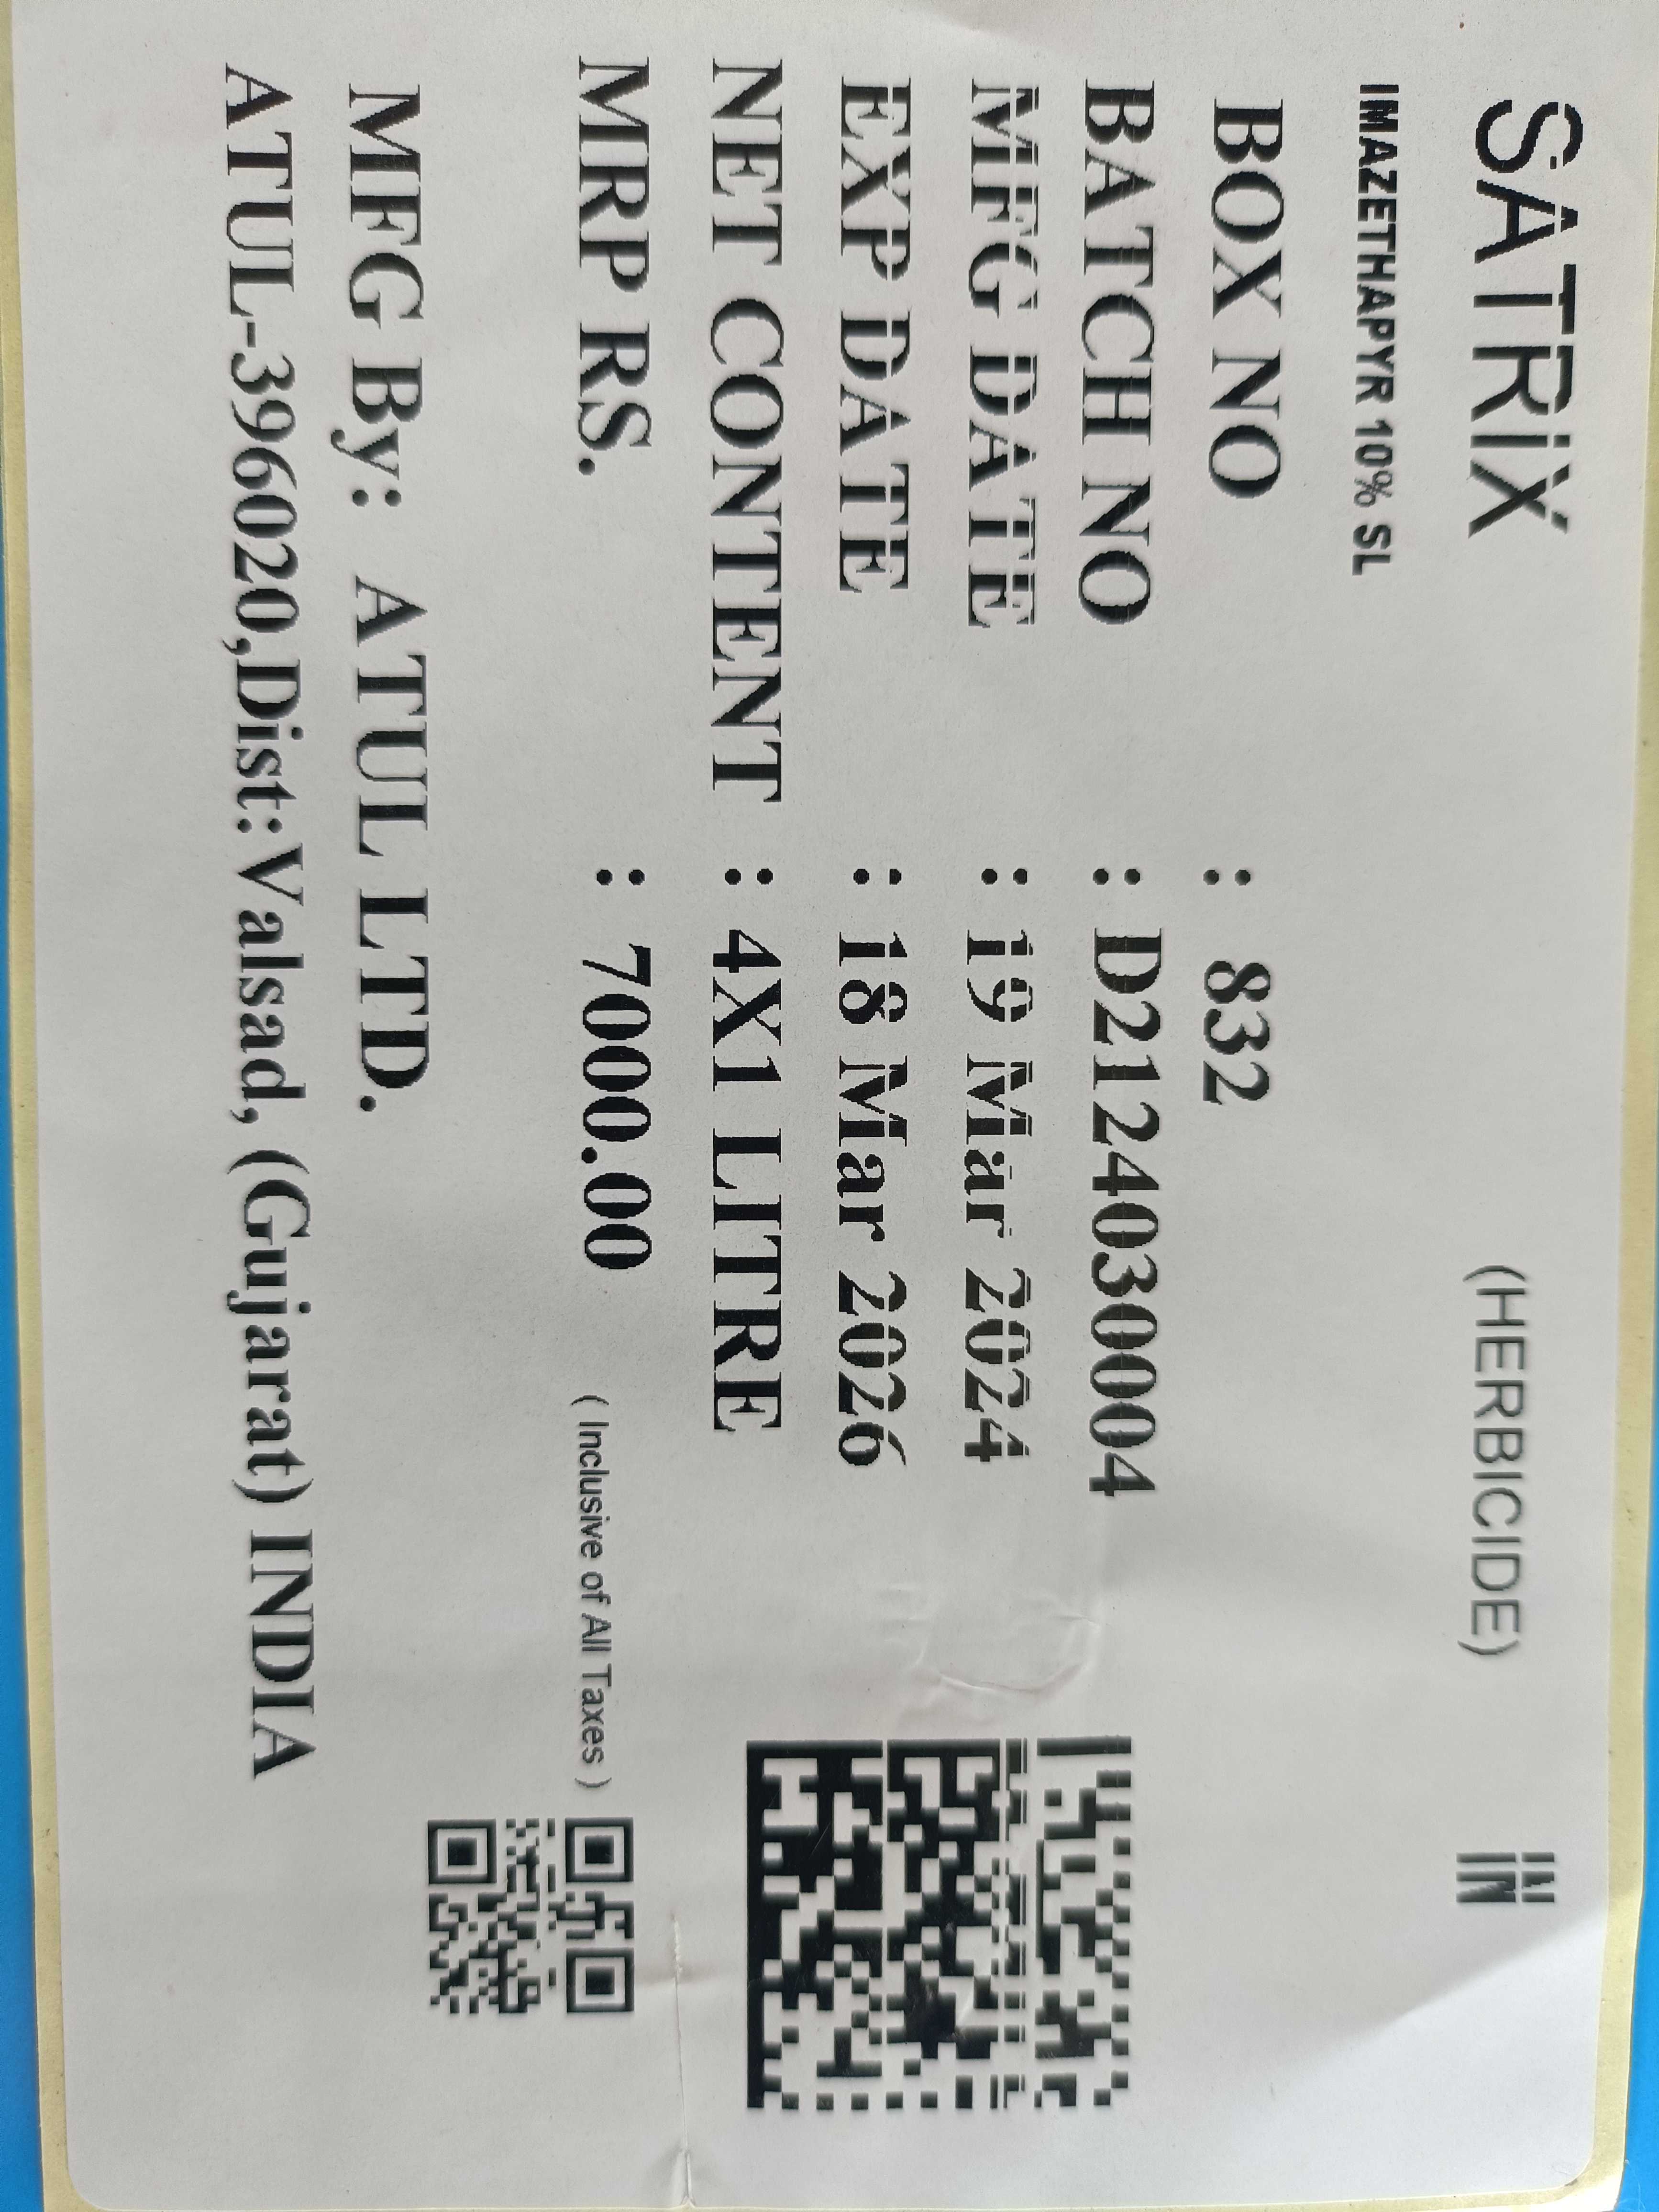 SATRIX (HERBICIDE) IN
IMAZETHAPYR 10% SL
BOX NO : 832
BATCH NO : D2124030004
MFG DATE : 19 Mar 2024
EXP DATE : 18 Mar 2026
NET CONTENT : 4X1 LITRE
MRP RS. : 7000.00 ( Inclusive of All Taxes )
MFG By: ATUL LTD.
ATUL-396020,Dist:Valsad, (Gujarat) INDIA